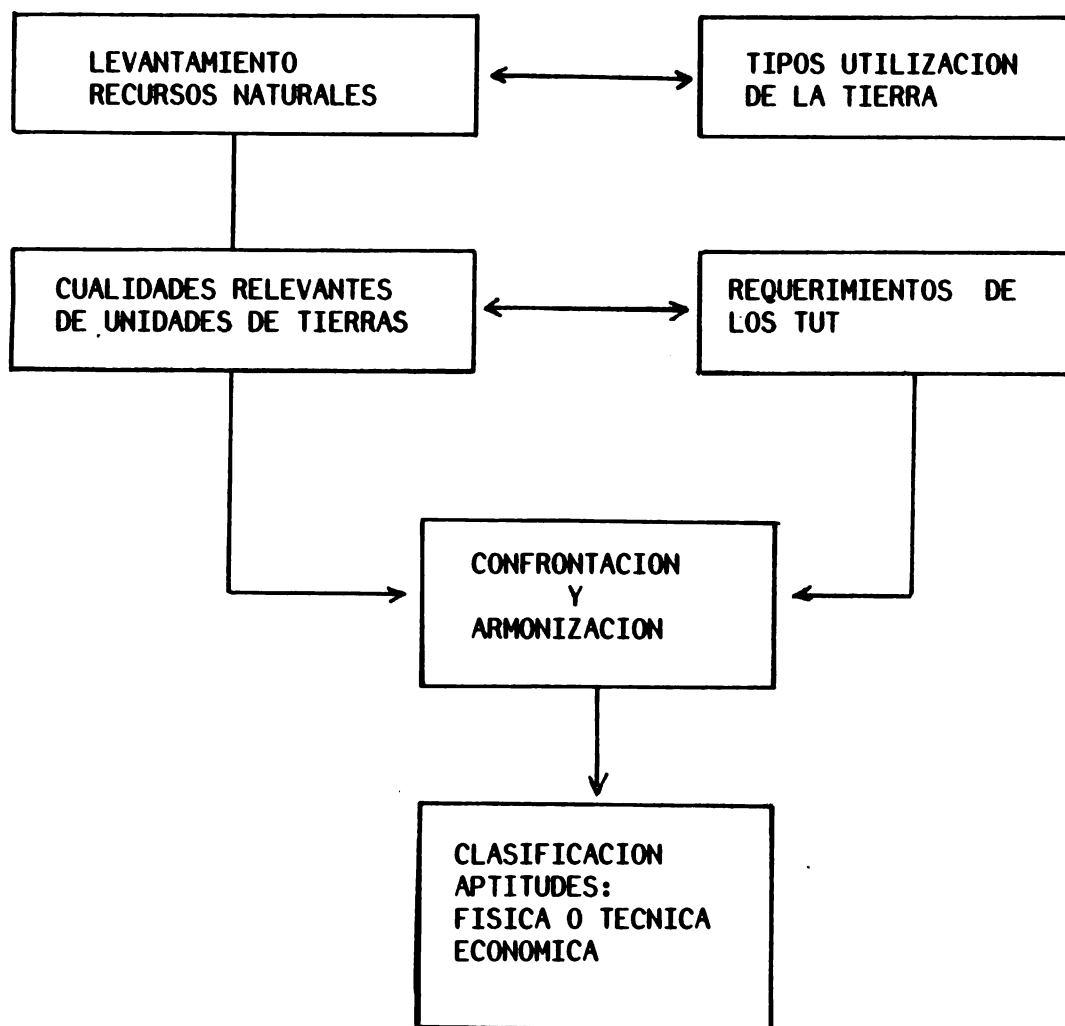 LEVANTAMIENTO
RECURSOS NATURALES
TIPOS UTILIZACION
DE LA TIERRA
CUALIDADES RELEVANTES
DE UNIDADES DE TIERRAS
REQUERIMIENTOS DE
LOS TUT
CONFRONTACION
Y
ARMONIZACION
CLASIFICACION
APTITUDES:
FISICA O TECNICA
ECONOMICA